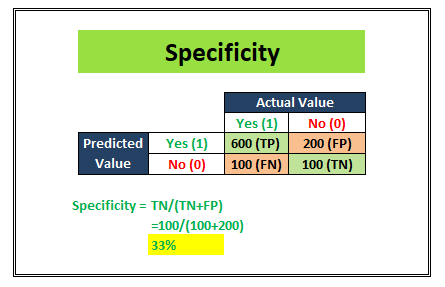 Specificity
Actual Value
Yes (1) No (0)
Predicted Yes (1) 600 (TP) 200 (FP)
Value No (0) 100 (FN) 100 (TN)
Specificity = TN/(TN+FP)
=100/(100+200)
33%